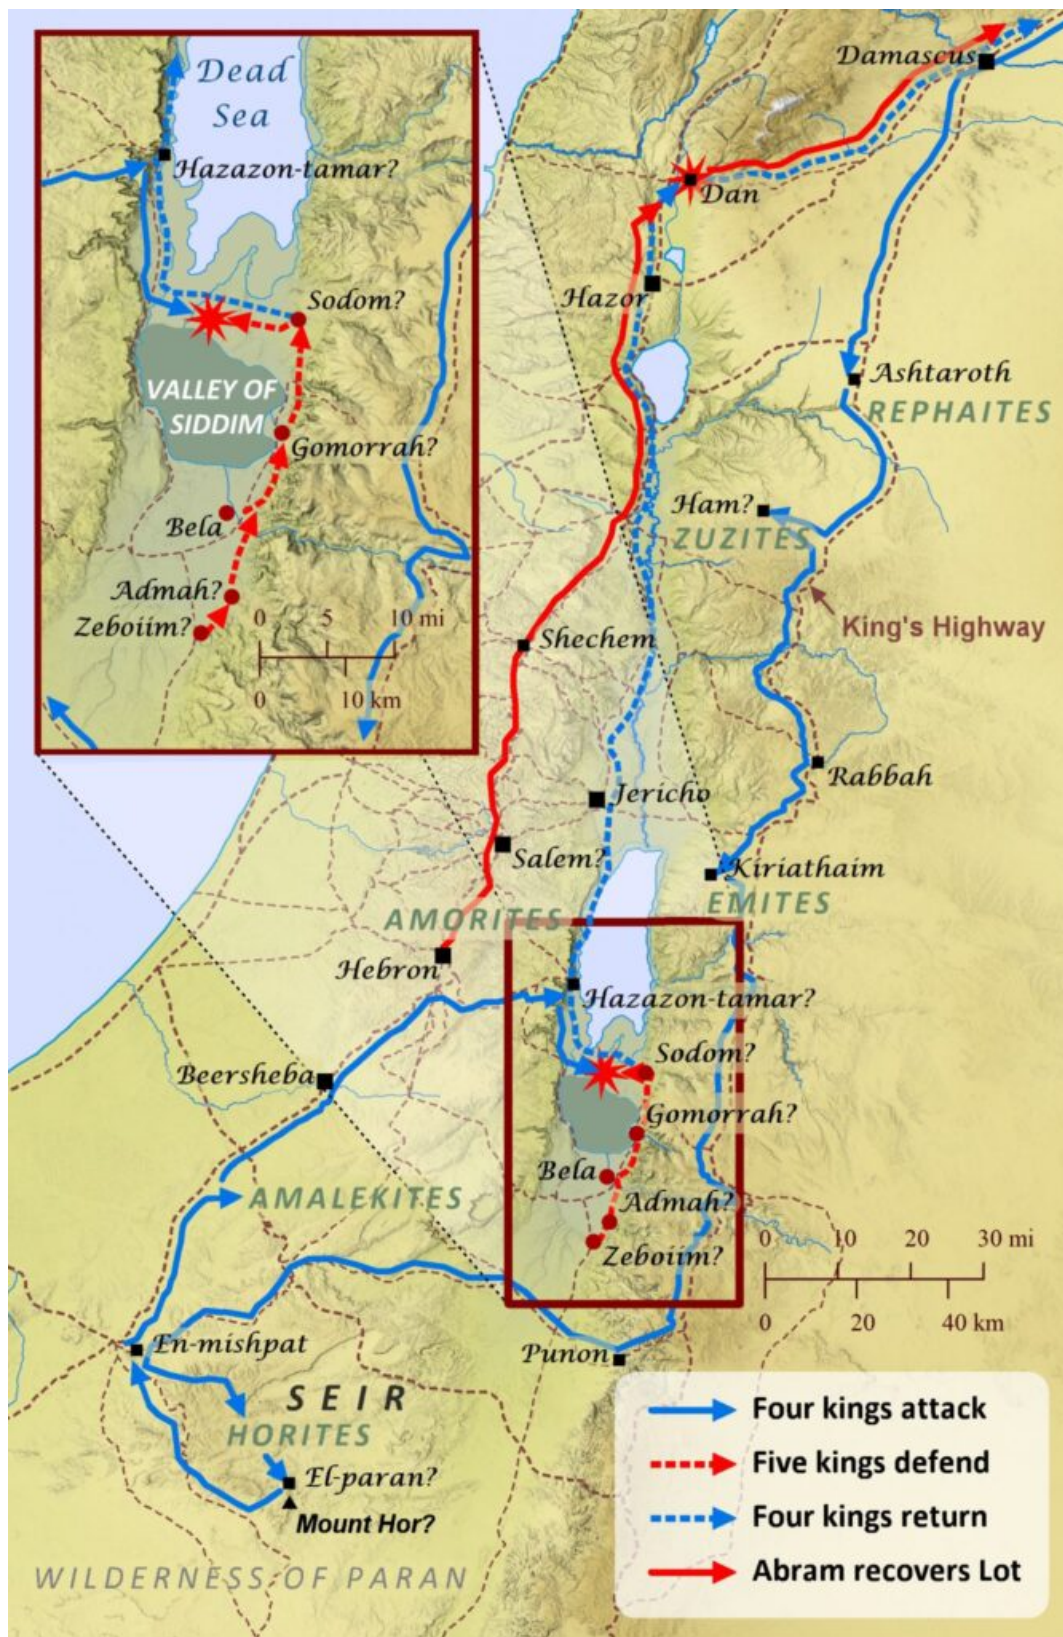 Dead
Sea
Hazazon-tamar?
Sodom?
VALLEY OF
SIDDIM
Gomorrah?
Bela
Admah?
Zeboiim?
0 5 10 mi
0 10 km
Damascus
Dan
Hazor
Ashtaroth
REPHAITES
Ham?
ZUZITES
King's Highway
Shechem
Rabbah
Jericho
Salem?
Kiriathaim
EMITES
AMORITES
Hebron
Hazazon-tamar?
Sodom?
Beersheba
Gomorrah?
Bela
AMALEKITES
Admah?
Zeboiim?
0 10 20 30 mi
0 20 40 km
En-mishpat
Punon
SEIR
HORITES
El-paran?
Mount Hor?
WILDERNESS OF PARAN
Four kings attack
Five kings defend
Four kings return
Abram recovers Lot